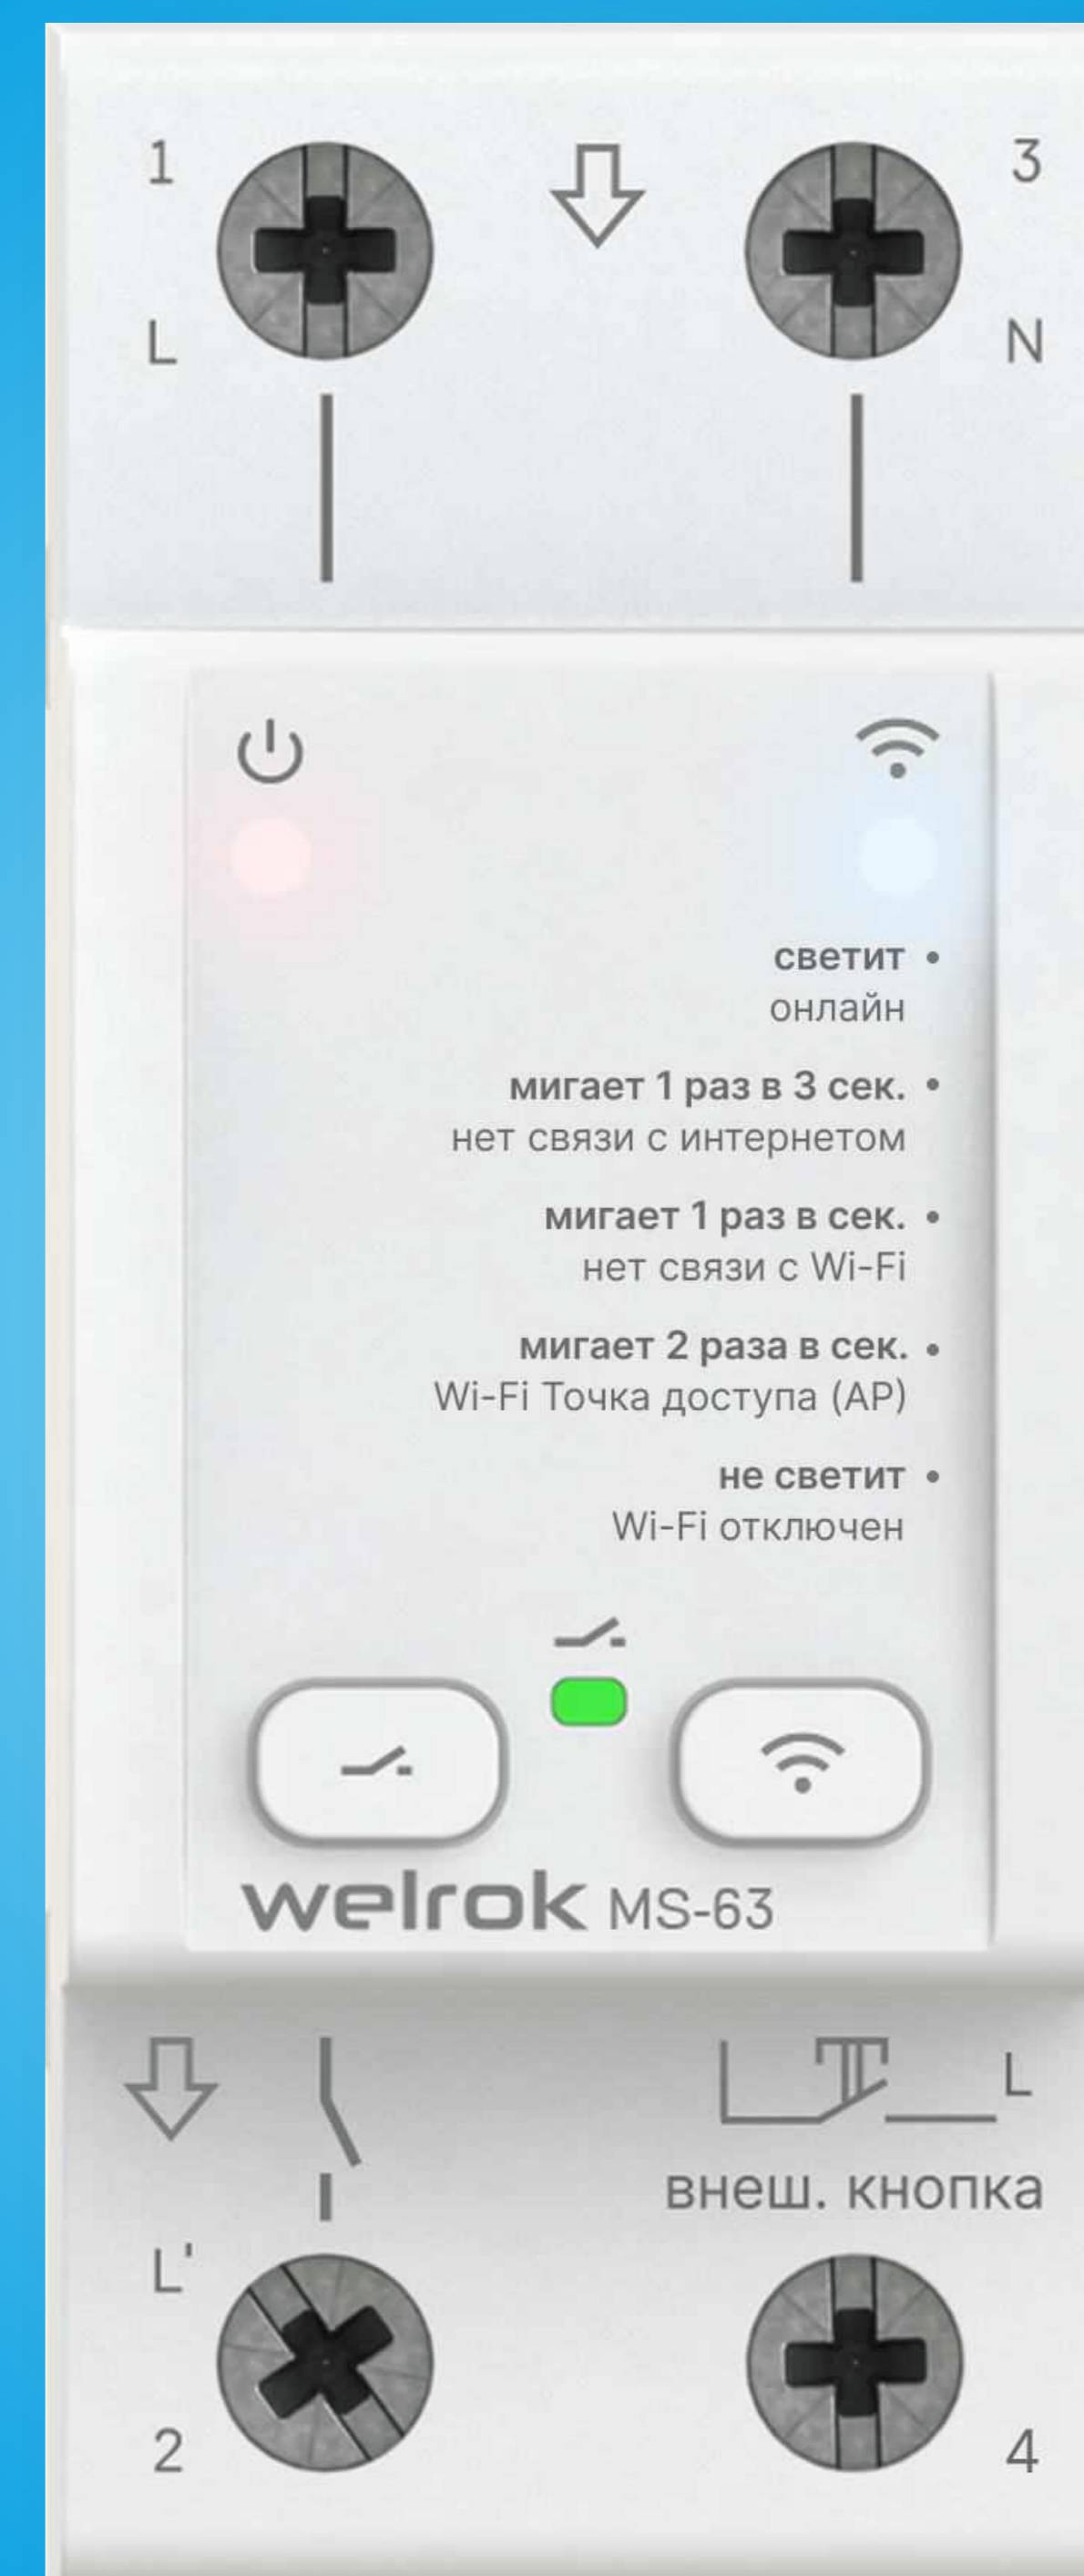 1
3
L
N
светит •
онлайн
мигает 1 раз в 3 сек. •
нет связи с интернетом
мигает 1 раз в сек. •
нет связи с Wi-Fi
мигает 2 раза в сек. •
Wi-Fi Точка доступа (AP)
не светит •
Wi-Fi отключен
welrok MS-63
L
внеш. кнопка
L'
2
4